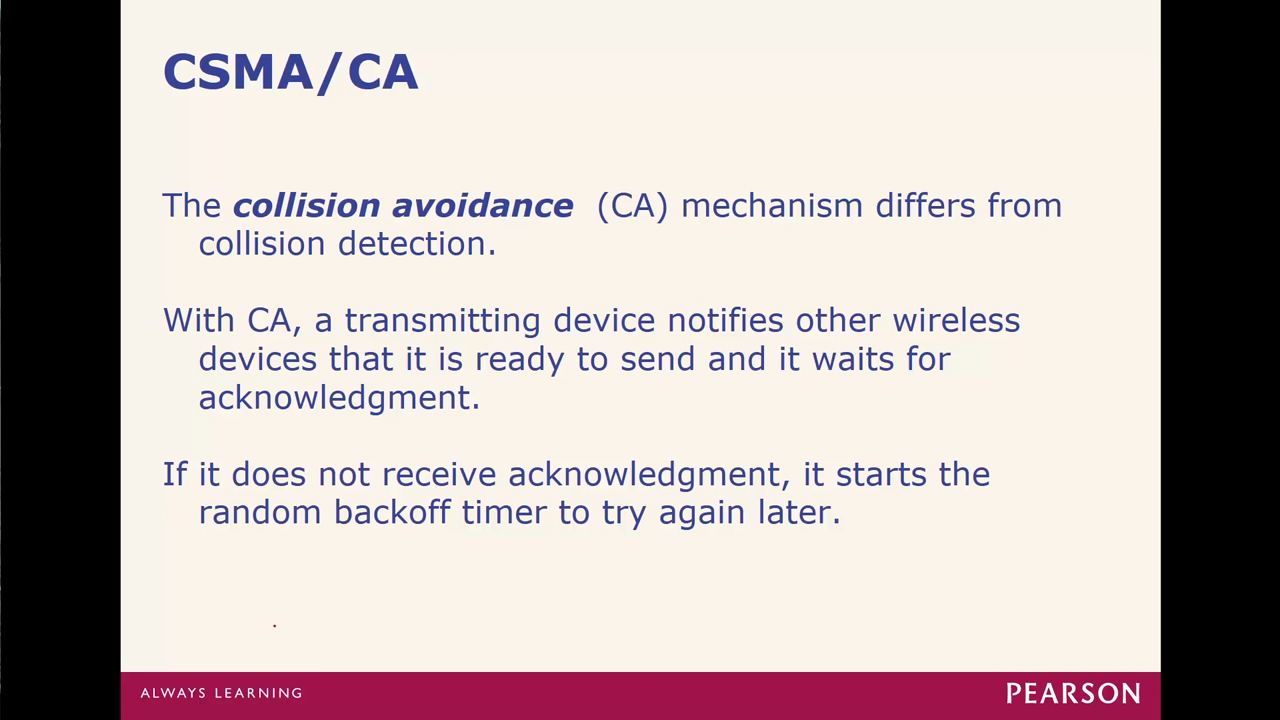 CSMA/CA
The collision avoidance (CA) mechanism differs from
collision detection.
With CA, a transmitting device notifies other wireless
devices that it is ready to send and it waits for
acknowledgment.
If it does not receive acknowledgment, it starts the
random backoff timer to try again later.
ALWAYS LEARNING
PEARSON